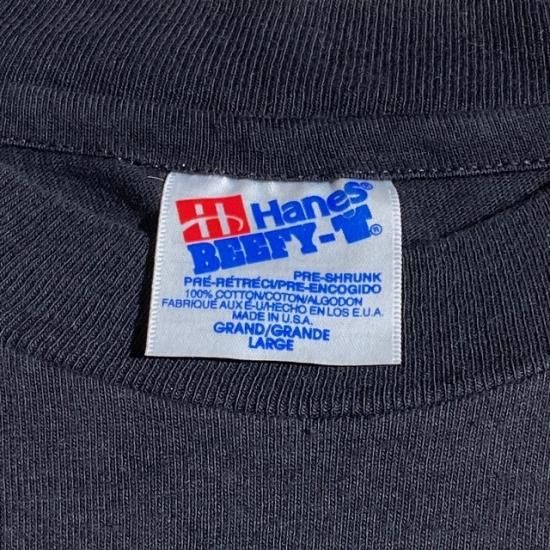 H Hanes®
BEEFY-T®
PRE-SHRUNK
PRÉ-RÉTRÉCI/PRE-ENCOGIDO
100% COTTON/COTON/ALGODON
FABRIQUÉ AUX É-U/HECHO EN LOS E.U.A.
MADE IN U.S.A.
GRAND/GRANDE
LARGE